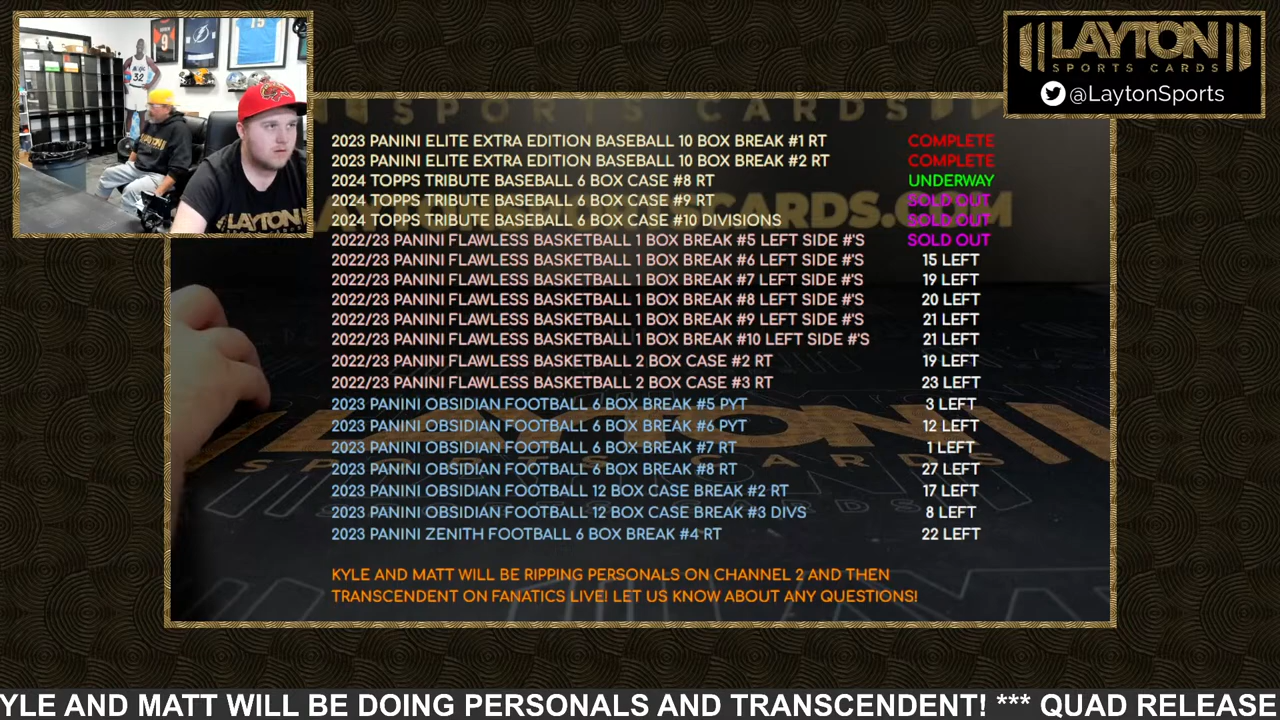 LAYTON
SPORTS CARDS
@LaytonSports
SPORTS CARDS
2023 PANINI ELITE EXTRA EDITION BASEBALL 10 BOX BREAK #1 RT COMPLETE
2023 PANINI ELITE EXTRA EDITION BASEBALL 10 BOX BREAK #2 RT COMPLETE
2024 TOPPS TRIBUTE BASEBALL 6 BOX CASE #8 RT UNDERWAY
2024 TOPPS TRIBUTE BASEBALL 6 BOX CASE #9 RT SOLD OUT
2024 TOPPS TRIBUTE BASEBALL 6 BOX CASE #10 DIVISIONS SOLD OUT
2022/23 PANINI FLAWLESS BASKETBALL 1 BOX BREAK #5 LEFT SIDE #'S SOLD OUT
2022/23 PANINI FLAWLESS BASKETBALL 1 BOX BREAK #6 LEFT SIDE #'S 15 LEFT
2022/23 PANINI FLAWLESS BASKETBALL 1 BOX BREAK #7 LEFT SIDE #'S 19 LEFT
2022/23 PANINI FLAWLESS BASKETBALL 1 BOX BREAK #8 LEFT SIDE #'S 20 LEFT
2022/23 PANINI FLAWLESS BASKETBALL 1 BOX BREAK #9 LEFT SIDE #'S 21 LEFT
2022/23 PANINI FLAWLESS BASKETBALL 1 BOX BREAK #10 LEFT SIDE #'S 21 LEFT
2022/23 PANINI FLAWLESS BASKETBALL 2 BOX CASE #2 RT 19 LEFT
2022/23 PANINI FLAWLESS BASKETBALL 2 BOX CASE #3 RT 23 LEFT
2023 PANINI OBSIDIAN FOOTBALL 6 BOX BREAK #5 PYT 3 LEFT
2023 PANINI OBSIDIAN FOOTBALL 6 BOX BREAK #6 PYT 12 LEFT
2023 PANINI OBSIDIAN FOOTBALL 6 BOX BREAK #7 RT 1 LEFT
2023 PANINI OBSIDIAN FOOTBALL 6 BOX BREAK #8 RT 27 LEFT
2023 PANINI OBSIDIAN FOOTBALL 12 BOX CASE BREAK #2 RT 17 LEFT
2023 PANINI OBSIDIAN FOOTBALL 12 BOX CASE BREAK #3 DIVS 8 LEFT
2023 PANINI ZENITH FOOTBALL 6 BOX BREAK #4 RT 22 LEFT
KYLE AND MATT WILL BE RIPPING PERSONALS ON CHANNEL 2 AND THEN
TRANSCENDENT ON FANATICS LIVE! LET US KNOW ABOUT ANY QUESTIONS!
YLE AND MATT WILL BE DOING PERSONALS AND TRANSCENDENT! *** QUAD RELEASE